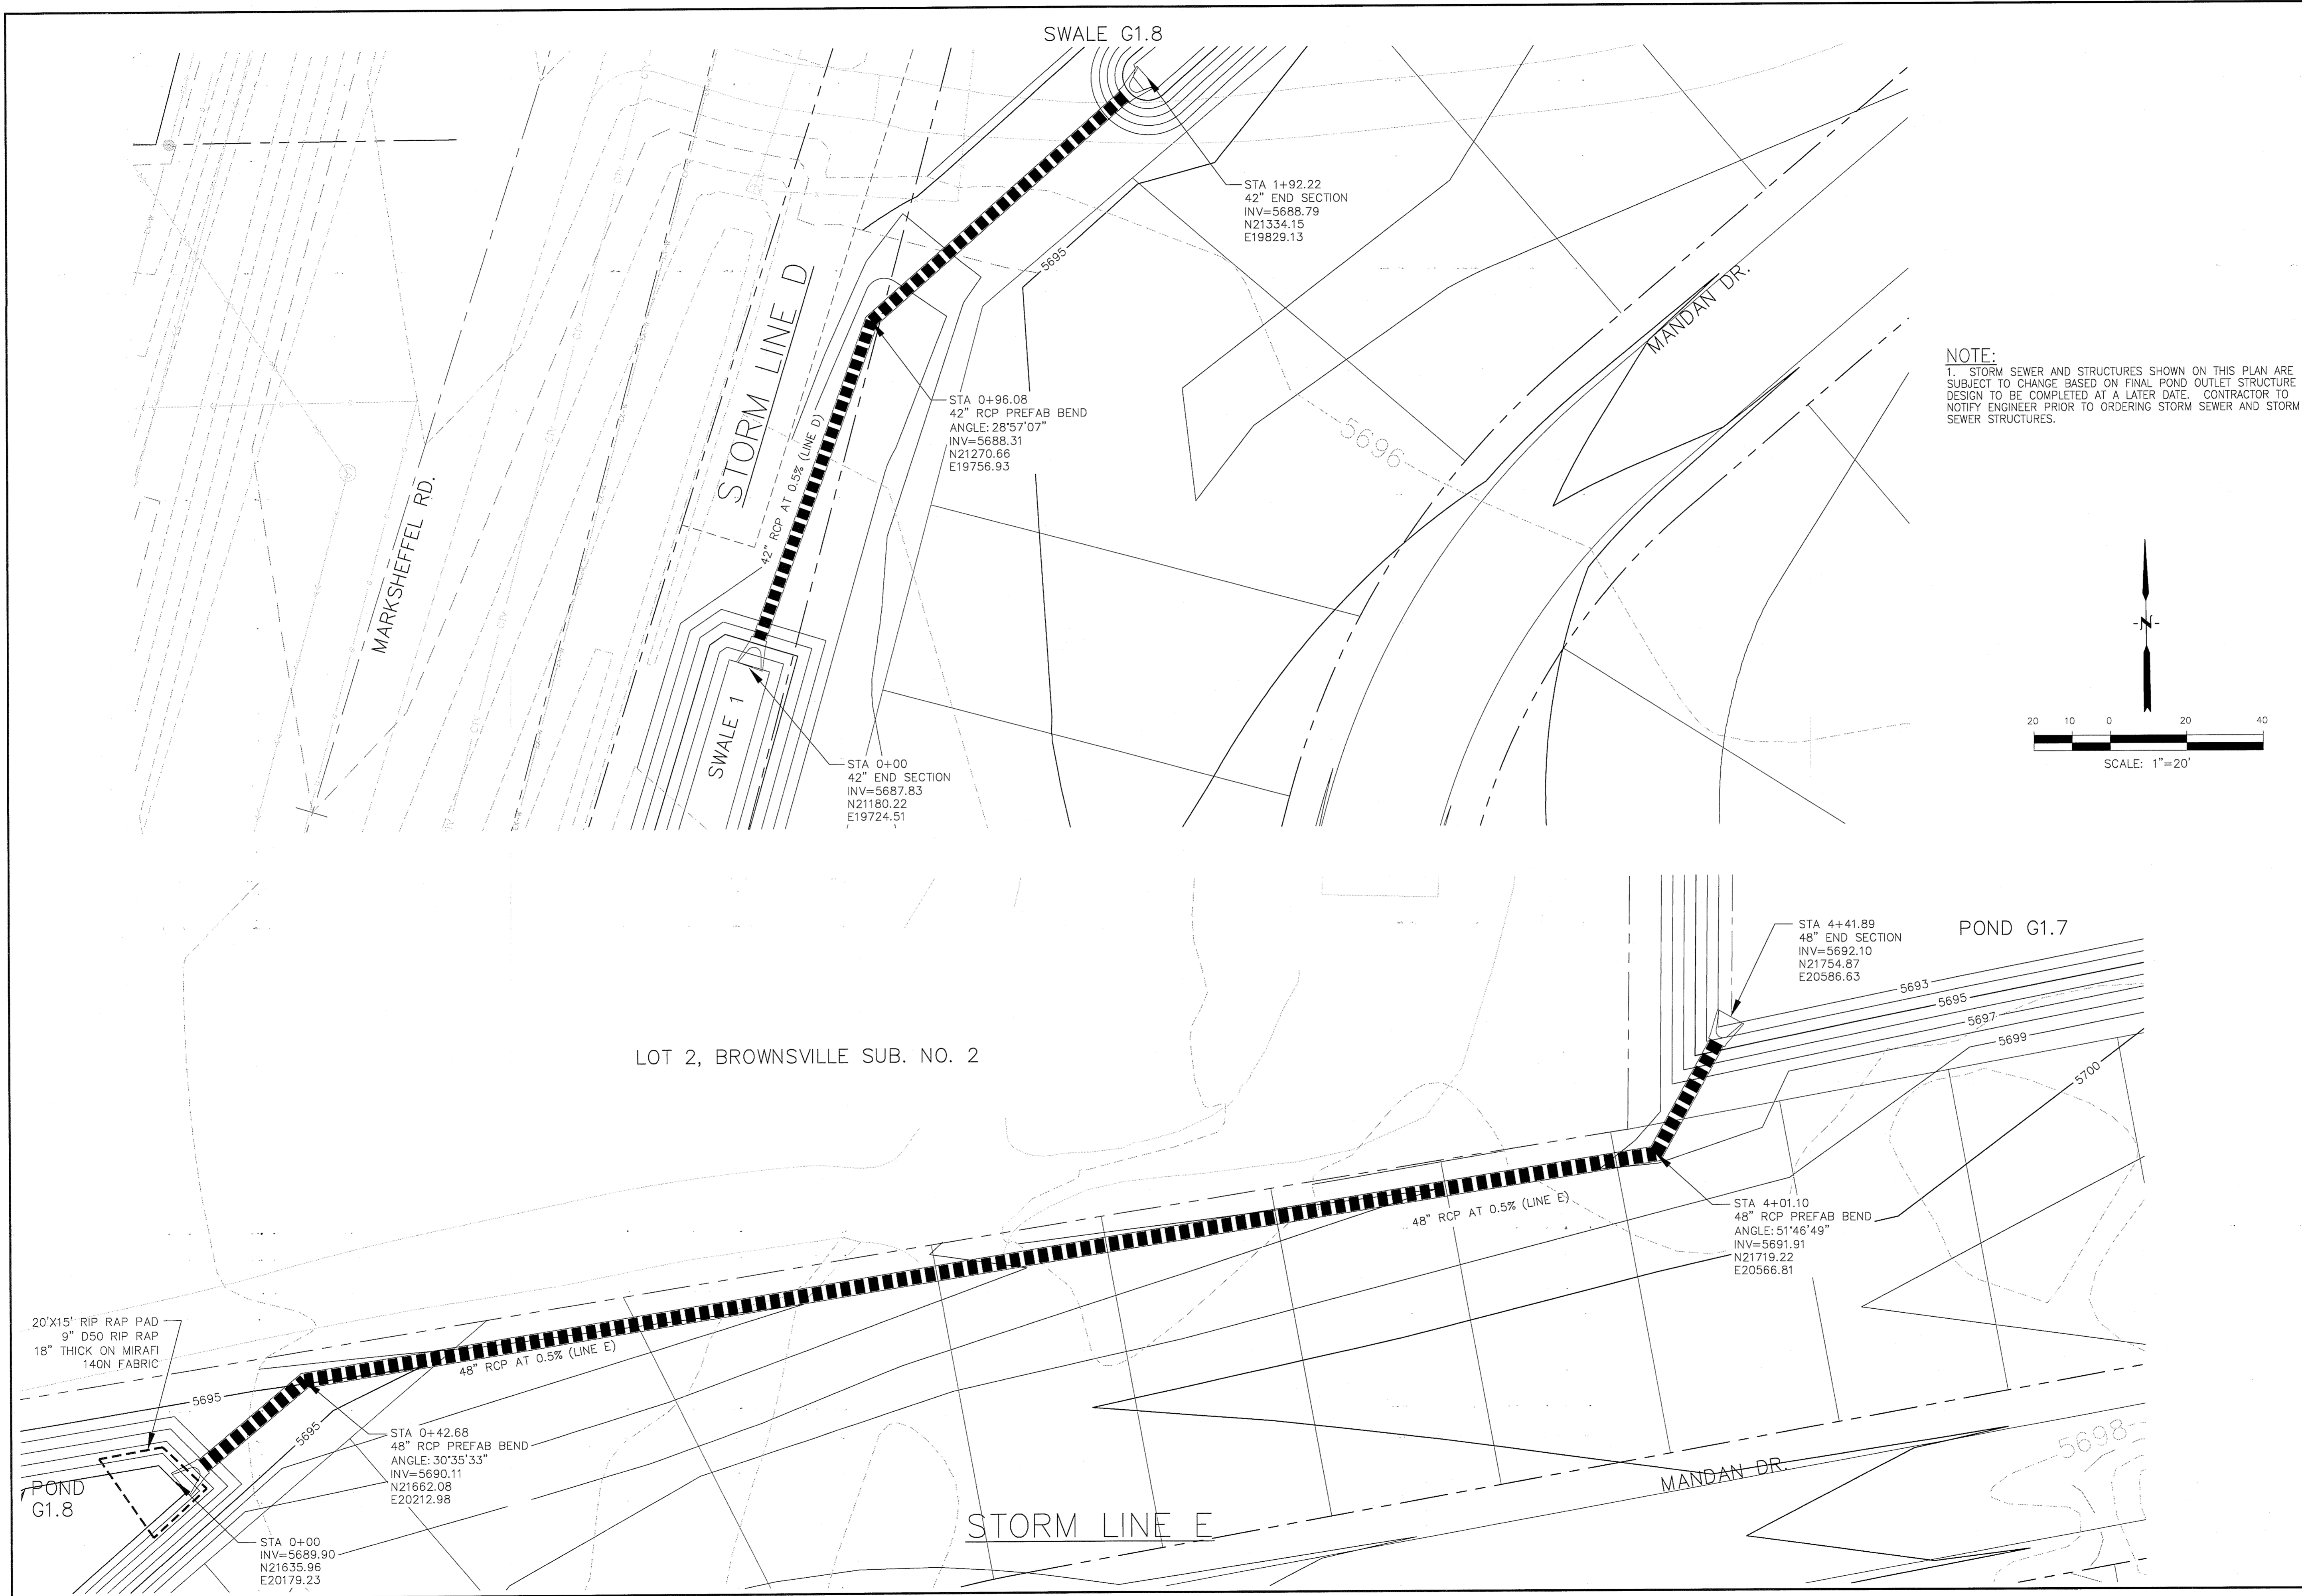 SWALE G1.8
STA 1+92.22
42" END SECTION
INV=5688.79
N21334.15
E19829.13
5695
MANDAN DR.
STORM LINE D
STA 0+96.08
42" RCP PREFAB BEND
ANGLE: 28°57'07"
INV=5688.31
N21270.66
E19756.93
42" RCP AT 0.5% (LINE D)
5696
MARKSHEFFEL RD.
SWALE 1
STA 0+00
42" END SECTION
INV=5687.83
N21180.22
E19724.51
NOTE:
1. STORM SEWER AND STRUCTURES SHOWN ON THIS PLAN ARE
SUBJECT TO CHANGE BASED ON FINAL POND OUTLET STRUCTURE
DESIGN TO BE COMPLETED AT A LATER DATE. CONTRACTOR TO
NOTIFY ENGINEER PRIOR TO ORDERING STORM SEWER AND STORM
SEWER STRUCTURES.
N
20 10 0 20 40
SCALE: 1"=20'
STA 4+41.89
48" END SECTION
INV=5692.10
N21754.87
E20586.63
POND G1.7
5693
5695
5697
5699
5700
LOT 2, BROWNSVILLE SUB. NO. 2
48" RCP AT 0.5% (LINE E)
STA 4+01.10
48" RCP PREFAB BEND
ANGLE: 51°46'49"
INV=5691.91
N21719.22
E20566.81
20'X15' RIP RAP PAD
9" D50 RIP RAP
18" THICK ON MIRAFI
140N FABRIC
48" RCP AT 0.5% (LINE E)
5695
5695
STA 0+42.68
48" RCP PREFAB BEND
ANGLE: 30°35'33"
INV=5690.11
N21662.08
E20212.98
POND
G1.8
STA 0+00
INV=5689.90
N21635.96
E20179.23
STORM LINE E
MANDAN DR.
5698